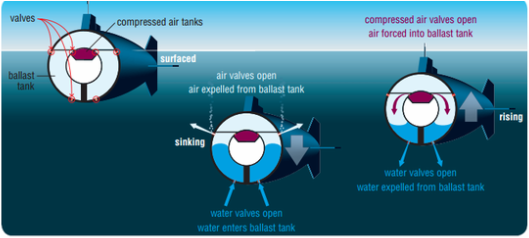 valves
compressed air tanks
ballast
tank
surfaced
air valves open
air expelled from ballast tank
sinking
water valves open
water enters ballast tank
compressed air valves open
air forced into ballast tank
rising
water valves open
water expelled from ballast tank